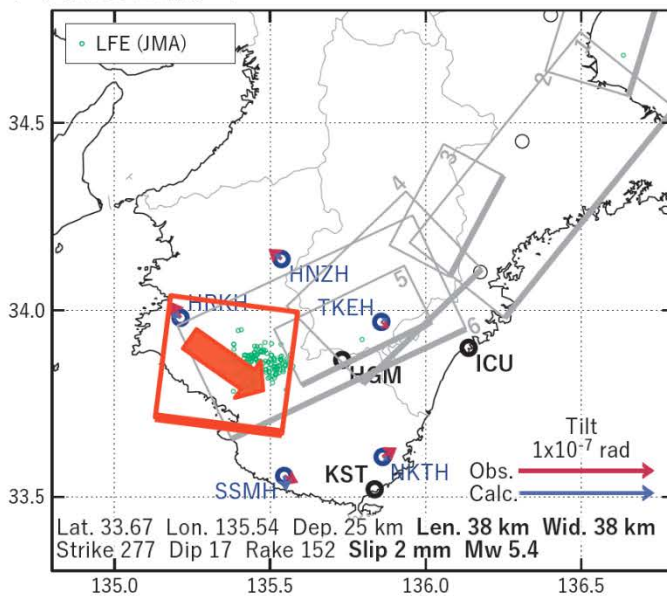 LFE (JMA)
34.5
34.0
33.5
1
2
3
4
5
6
HNZH
HRKH
TKEH
HGM
ICU
KST
NKTH
SSMH
Tilt
1x10-7 rad
Obs.
Calc.
Lat. 33.67 Lon. 135.54 Dep. 25 km Len. 38 km Wid. 38 km
Strike 277 Dip 17 Rake 152 Slip 2 mm Mw 5.4
135.0 135.5 136.0 136.5